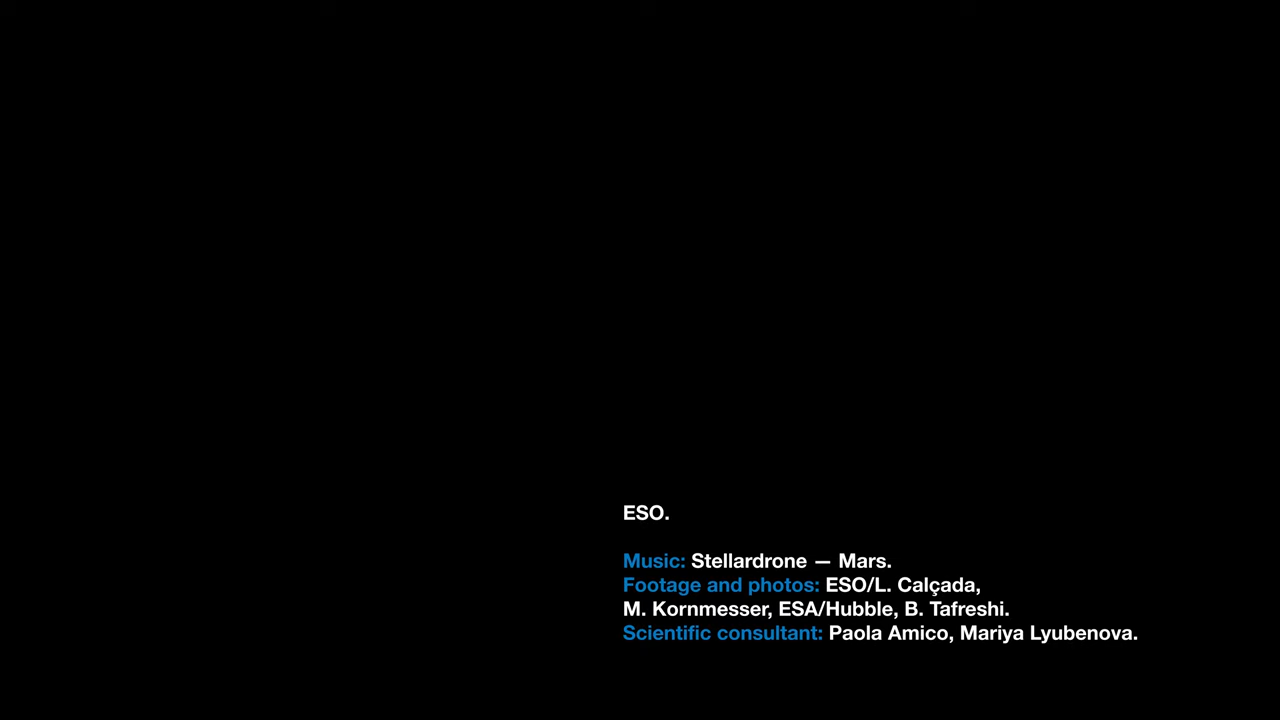 ESO.
Music: Stellardrone — Mars.
Footage and photos: ESO/L. Calçada,
M. Kornmesser, ESA/Hubble, B. Tafreshi.
Scientific consultant: Paola Amico, Mariya Lyubenova.